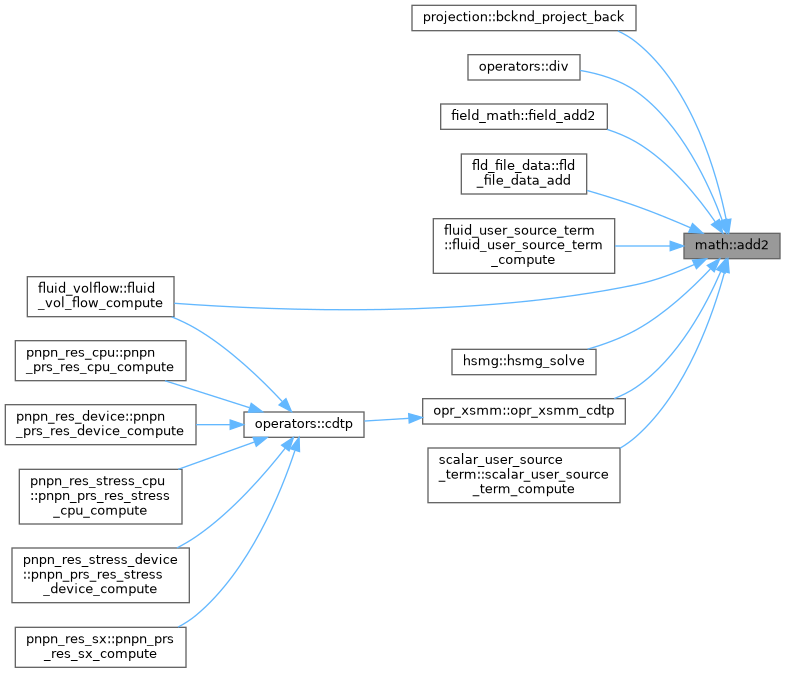 projection::bcknd_project_back
operators::div
field_math::field_add2
fld_file_data::fld
_file_data_add
math::add2
fluid_user_source_term
::fluid_user_source_term
_compute
fluid_volflow::fluid
_vol_flow_compute
pnpn_res_cpu::pnpn
_prs_res_cpu_compute
hsmg::hsmg_solve
pnpn_res_device::pnpn
_prs_res_device_compute
operators::cdtp
opr_xsmm::opr_xsmm_cdtp
scalar_user_source
_term::scalar_user_source
_term_compute
pnpn_res_stress_cpu
::pnpn_prs_res_stress
_cpu_compute
pnpn_res_stress_device
::pnpn_prs_res_stress
_device_compute
pnpn_res_sx::pnpn_prs
_res_sx_compute